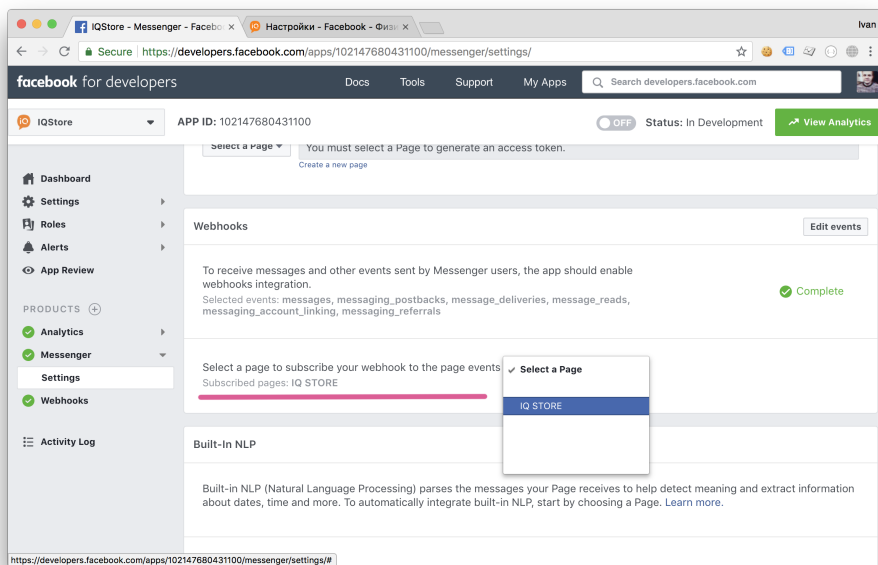 IQStore - Messenger - Facebo
Настройки - Facebook - Физи
Ivan
Secure
https://developers.facebook.com/apps/102147680431100/messenger/settings/
facebook for developers
Docs
Tools
Support
My Apps
Search developers.facebook.com
IQStore
APP ID: 102147680431100
OFF
Status: In Development
View Analytics
Select a Page
You must select a Page to generate an access token.
Create a new page
Dashboard
Settings
Roles
Alerts
App Review
PRODUCTS
Analytics
Messenger
Settings
Webhooks
Activity Log
Webhooks
Edit events
To receive messages and other events sent by Messenger users, the app should enable
webhooks integration.
Selected events: messages, messaging_postbacks, message_deliveries, message_reads,
messaging_account_linking, messaging_referrals
Complete
Select a page to subscribe your webhook to the page events
Subscribed pages: IQ STORE
Select a Page
IQ STORE
Built-In NLP
Built-in NLP (Natural Language Processing) parses the messages your Page receives to help detect meaning and extract information
about dates, time and more. To automatically integrate built-in NLP, start by choosing a Page. Learn more.
https://developers.facebook.com/apps/102147680431100/messenger/settings/#